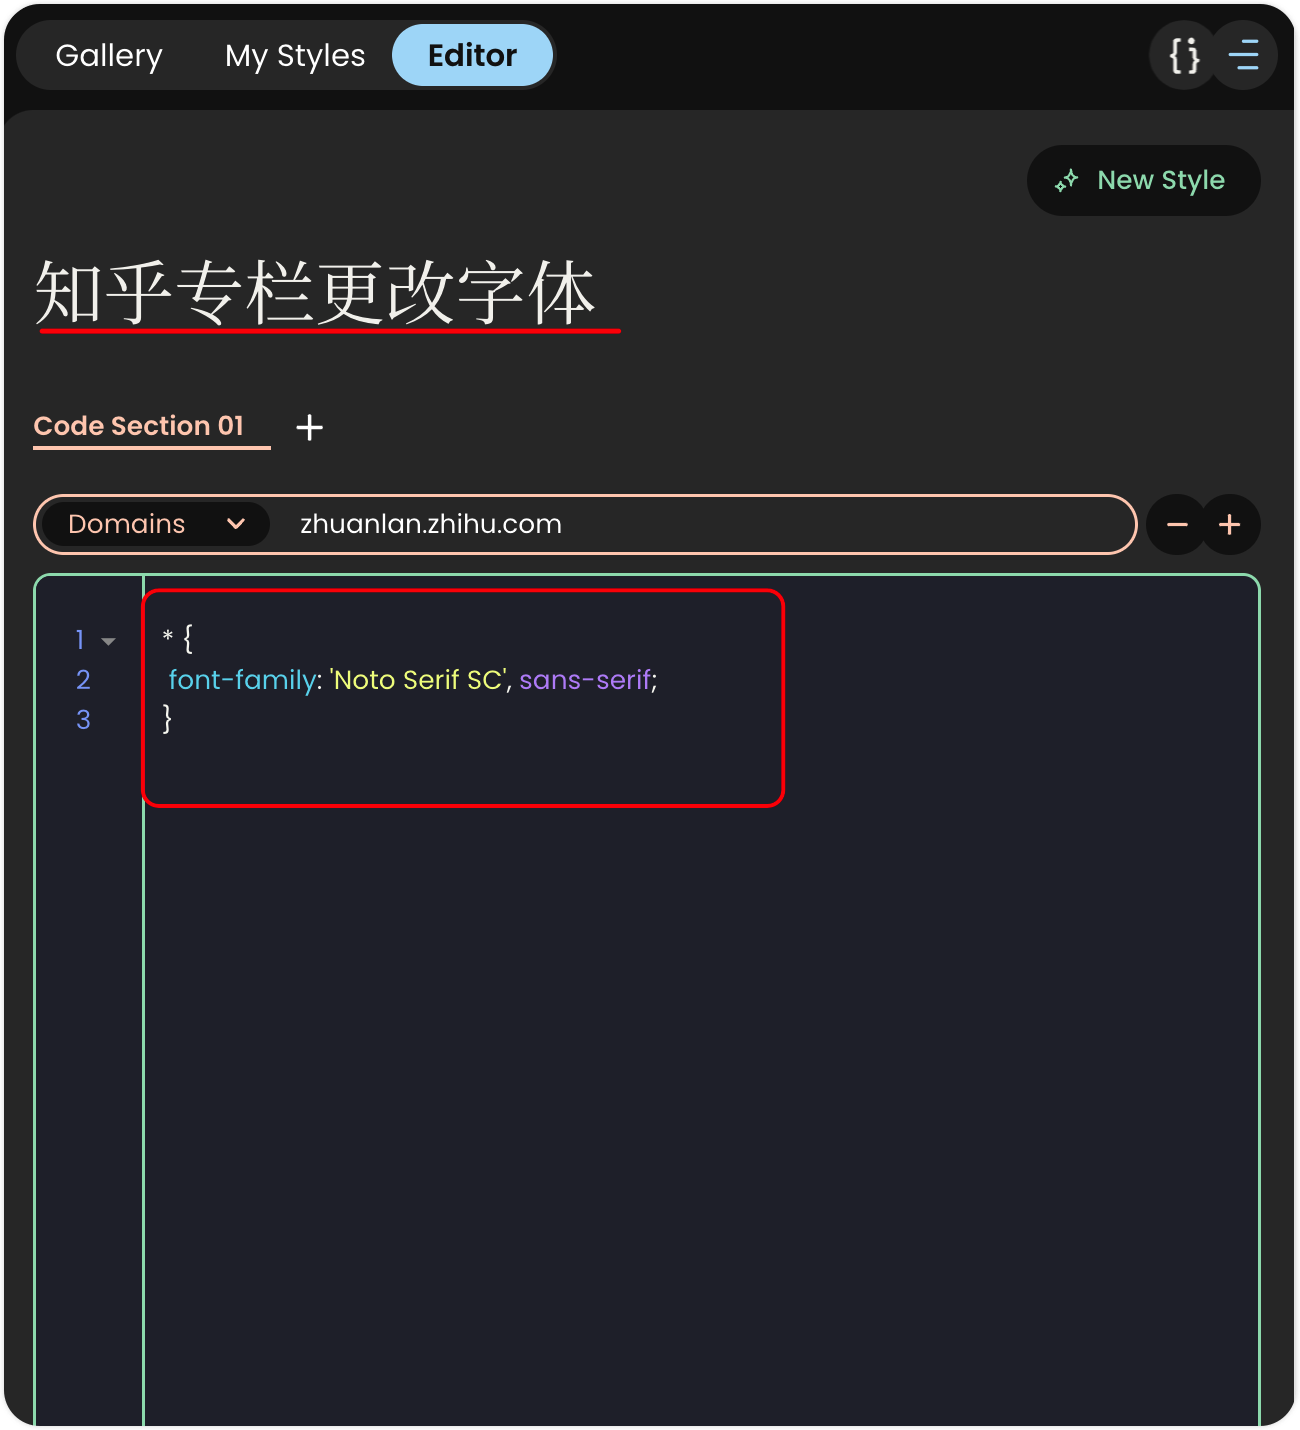 Gallery My Styles Editor {}
New Style
知乎专栏更改字体
Code Section 01 +
Domains zhuanlan.zhihu.com − +
1 * {
2 font-family: 'Noto Serif SC', sans-serif;
3 }